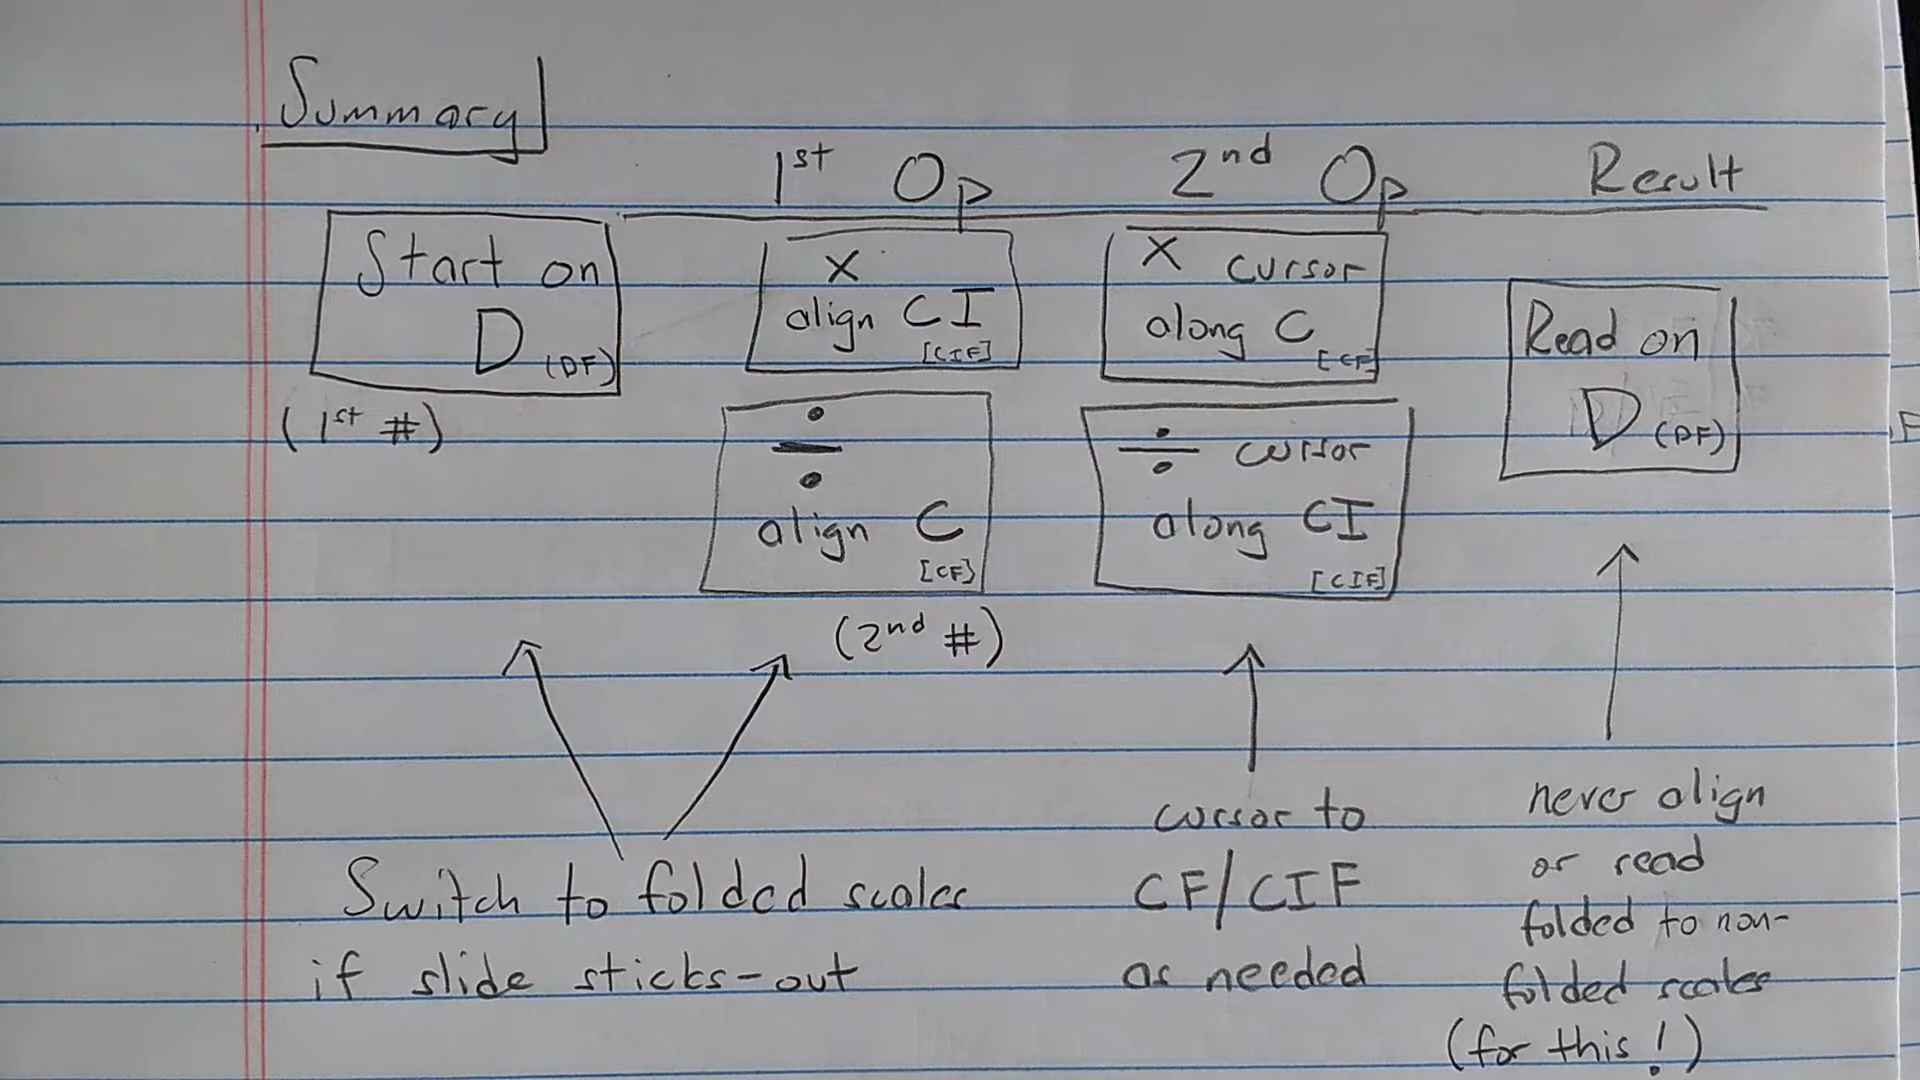 Summary
1st Op 2nd Op Result
Start on
D (DF)
(1st #)
×
align CI
[CIF]
÷
align C
[CF]
(2nd #)
× cursor
along C
[CF]
÷ cursor
along CI
[CIF]
Read on
D (DF)
Switch to folded scales
if slide sticks-out
cursor to
CF/CIF
as needed
never align
or read
folded to non-
folded scales
(for this!)